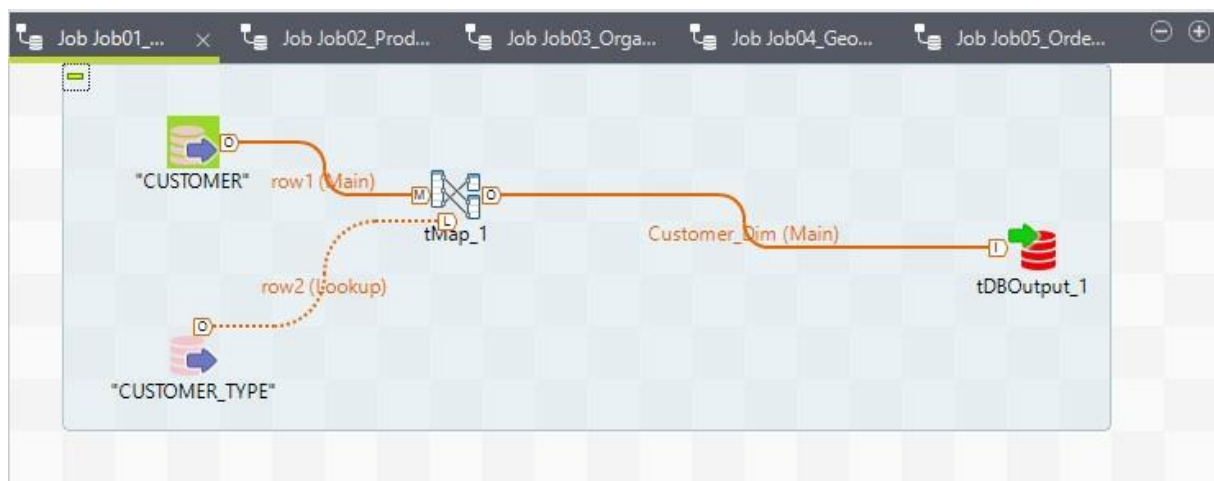 Job Job01_... Job Job02_Prod... Job Job03_Orga... Job Job04_Geo... Job Job05_Orde...
O
"CUSTOMER" row1 (Main)
M O
L
tMap_1 Customer_Dim (Main)
I
row2 (Lookup) tDBOutput_1
O
"CUSTOMER_TYPE"